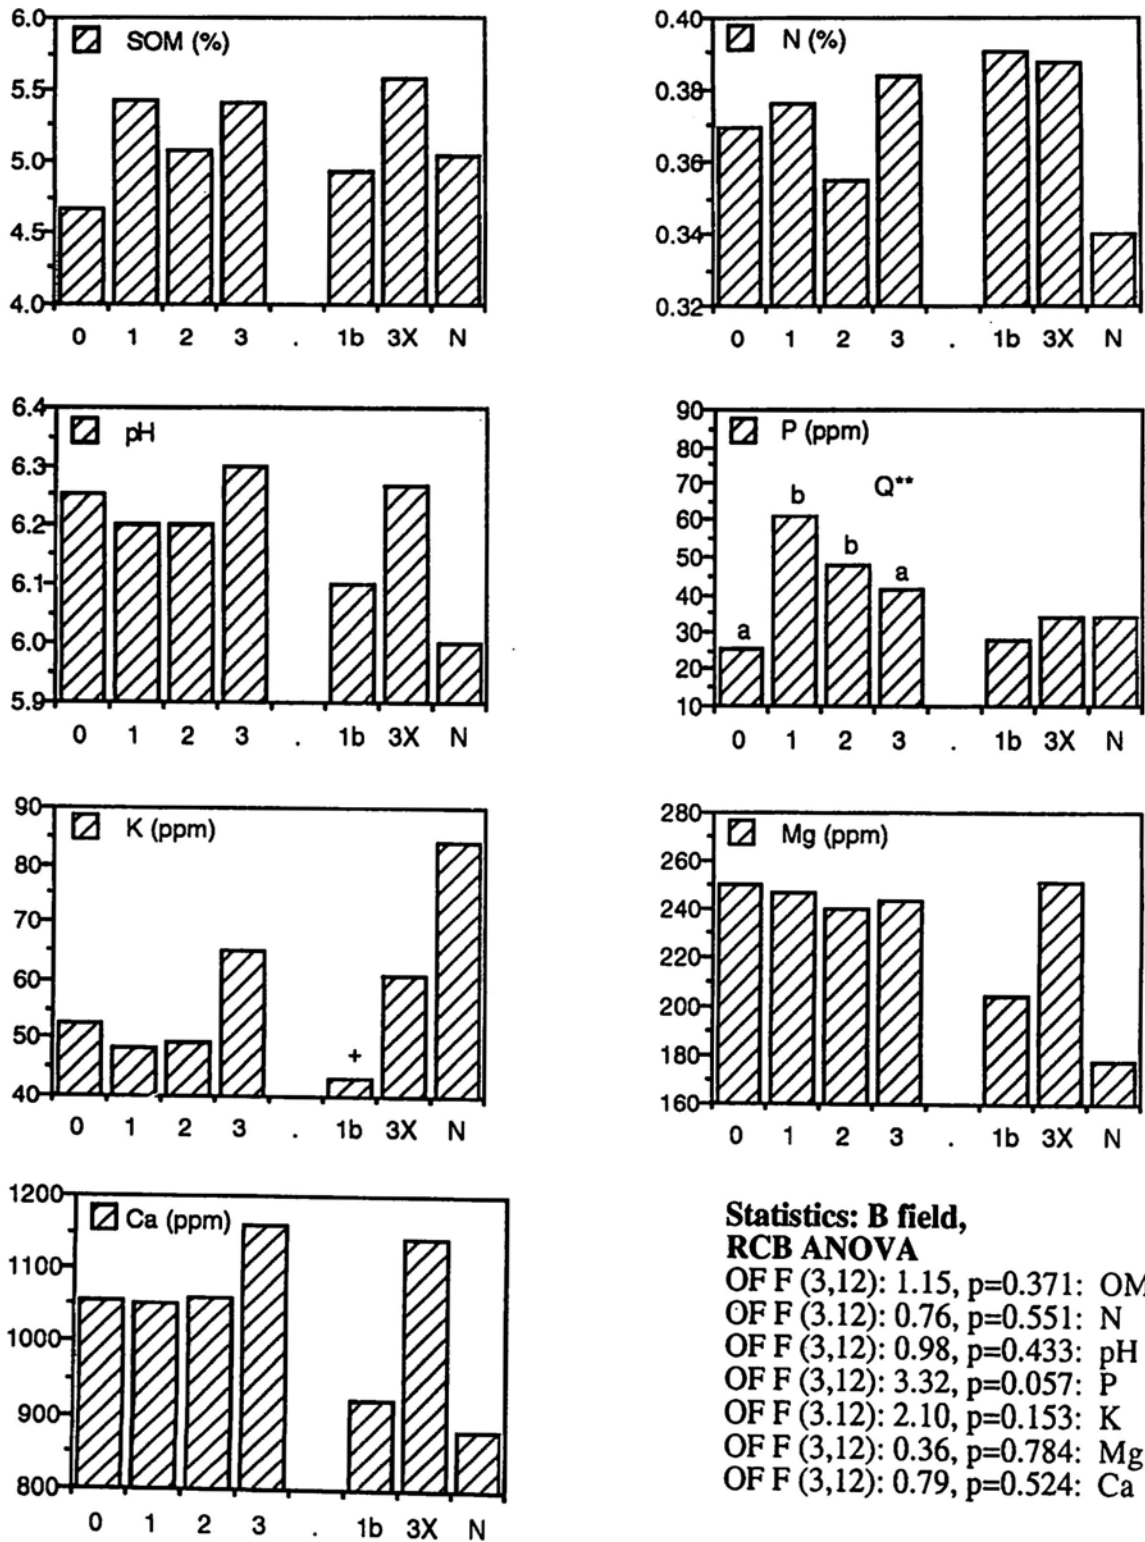 SOM (%)
6.0
5.5
5.0
4.5
4.0
0 1 2 3 . 1b 3X N
N (%)
0.40
0.38
0.36
0.34
0.32
0 1 2 3 . 1b 3X N
pH
6.4
6.3
6.2
6.1
6.0
5.9
0 1 2 3 . 1b 3X N
P (ppm)
90
80
70
60
50
40
30
20
10
a b b a Q**
0 1 2 3 . 1b 3X N
K (ppm)
90
80
70
60
50
40
+
0 1 2 3 . 1b 3X N
Mg (ppm)
280
260
240
220
200
180
160
0 1 2 3 . 1b 3X N
Ca (ppm)
1200
1100
1000
900
800
0 1 2 3 . 1b 3X N
Statistics: B field,
RCB ANOVA
OF F (3,12): 1.15, p=0.371: OM
OF F (3.12): 0.76, p=0.551: N
OF F (3,12): 0.98, p=0.433: pH
OF F (3,12): 3.32, p=0.057: P
OF F (3.12): 2.10, p=0.153: K
OF F (3,12): 0.36, p=0.784: Mg
OF F (3,12): 0.79, p=0.524: Ca